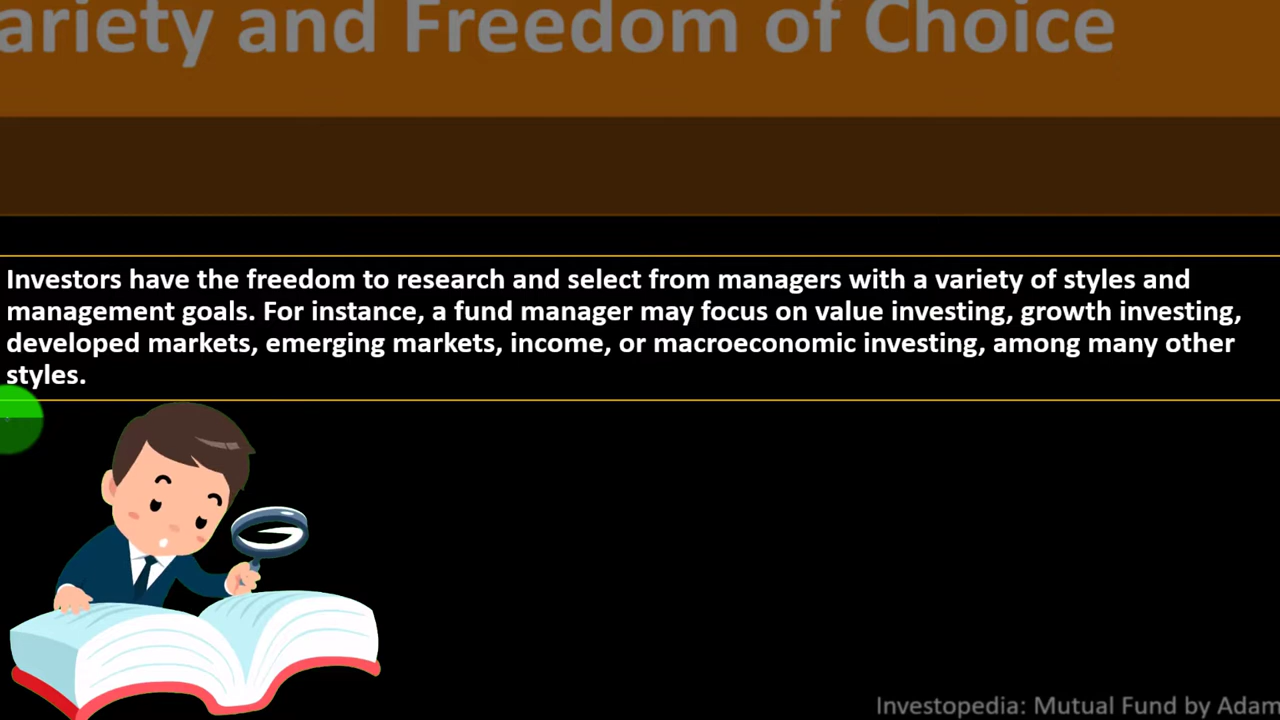 ariety and Freedom of Choice
Investors have the freedom to research and select from managers with a variety of styles and
management goals. For instance, a fund manager may focus on value investing, growth investing,
developed markets, emerging markets, income, or macroeconomic investing, among many other
styles.
Investopedia: Mutual Fund by Adam